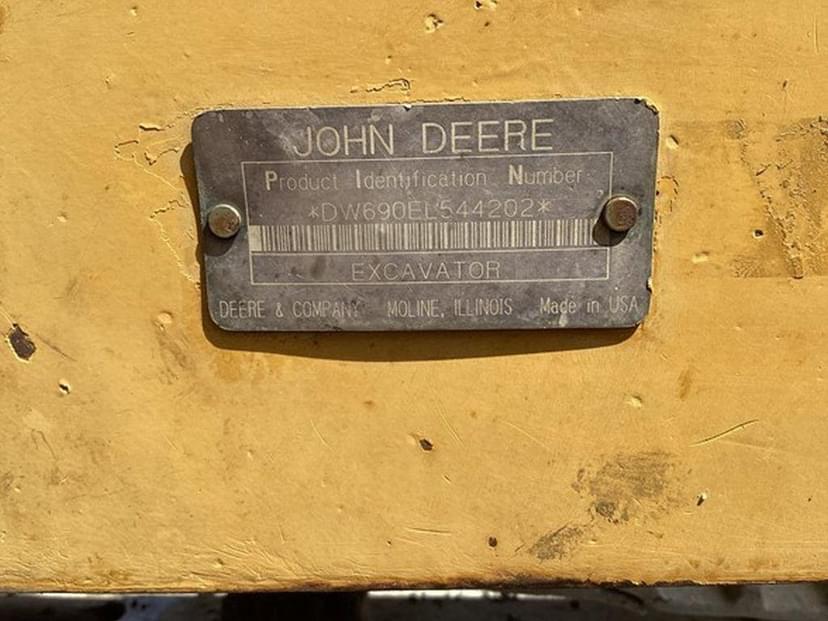 JOHN DEERE
Product Identification Number
*DW690EL544202*
EXCAVATOR
DEERE & COMPANY MOLINE, ILLINOIS Made in USA